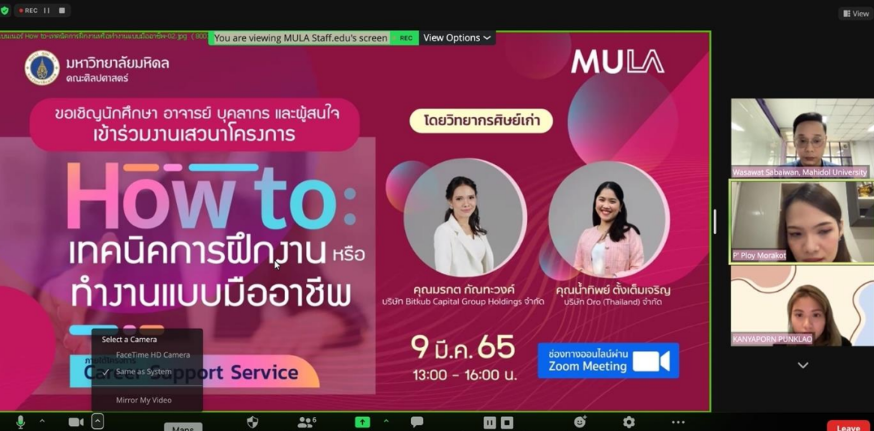 REC
View
You are viewing MULA Staff.edu's screen
REC
View Options
มหาวิทยาลัยมหิดล
คณะศิลปศาสตร์
MULA
ขอเชิญนักศึกษา อาจารย์ บุคลากร และผู้สนใจ
เข้าร่วมงานเสวนาโครงการ
How to:
เทคนิคการฝึกงาน หรือ
ทำงานแบบมืออาชีพ
โดยวิทยากรศิษย์เก่า
คุณมรกต กัณฑะวงค์
บริษัท Bitkub Capital Group Holdings จำกัด
คุณน้ำทิพย์ ตั้งเต็มเจริญ
บริษัท Oro (Thailand) จำกัด
9 มี.ค. 65
13:00 – 16:00 น.
ช่องทางออนไลน์ผ่าน
Zoom Meeting
Career Support Service
Select a Camera
FaceTime HD Camera
Same as System
Mirror My Video
Wasawat Sabaiwan, Mahidol University
P' Ploy Morakot
KANYAPORN PUNKLAO
6
Maps
Leave